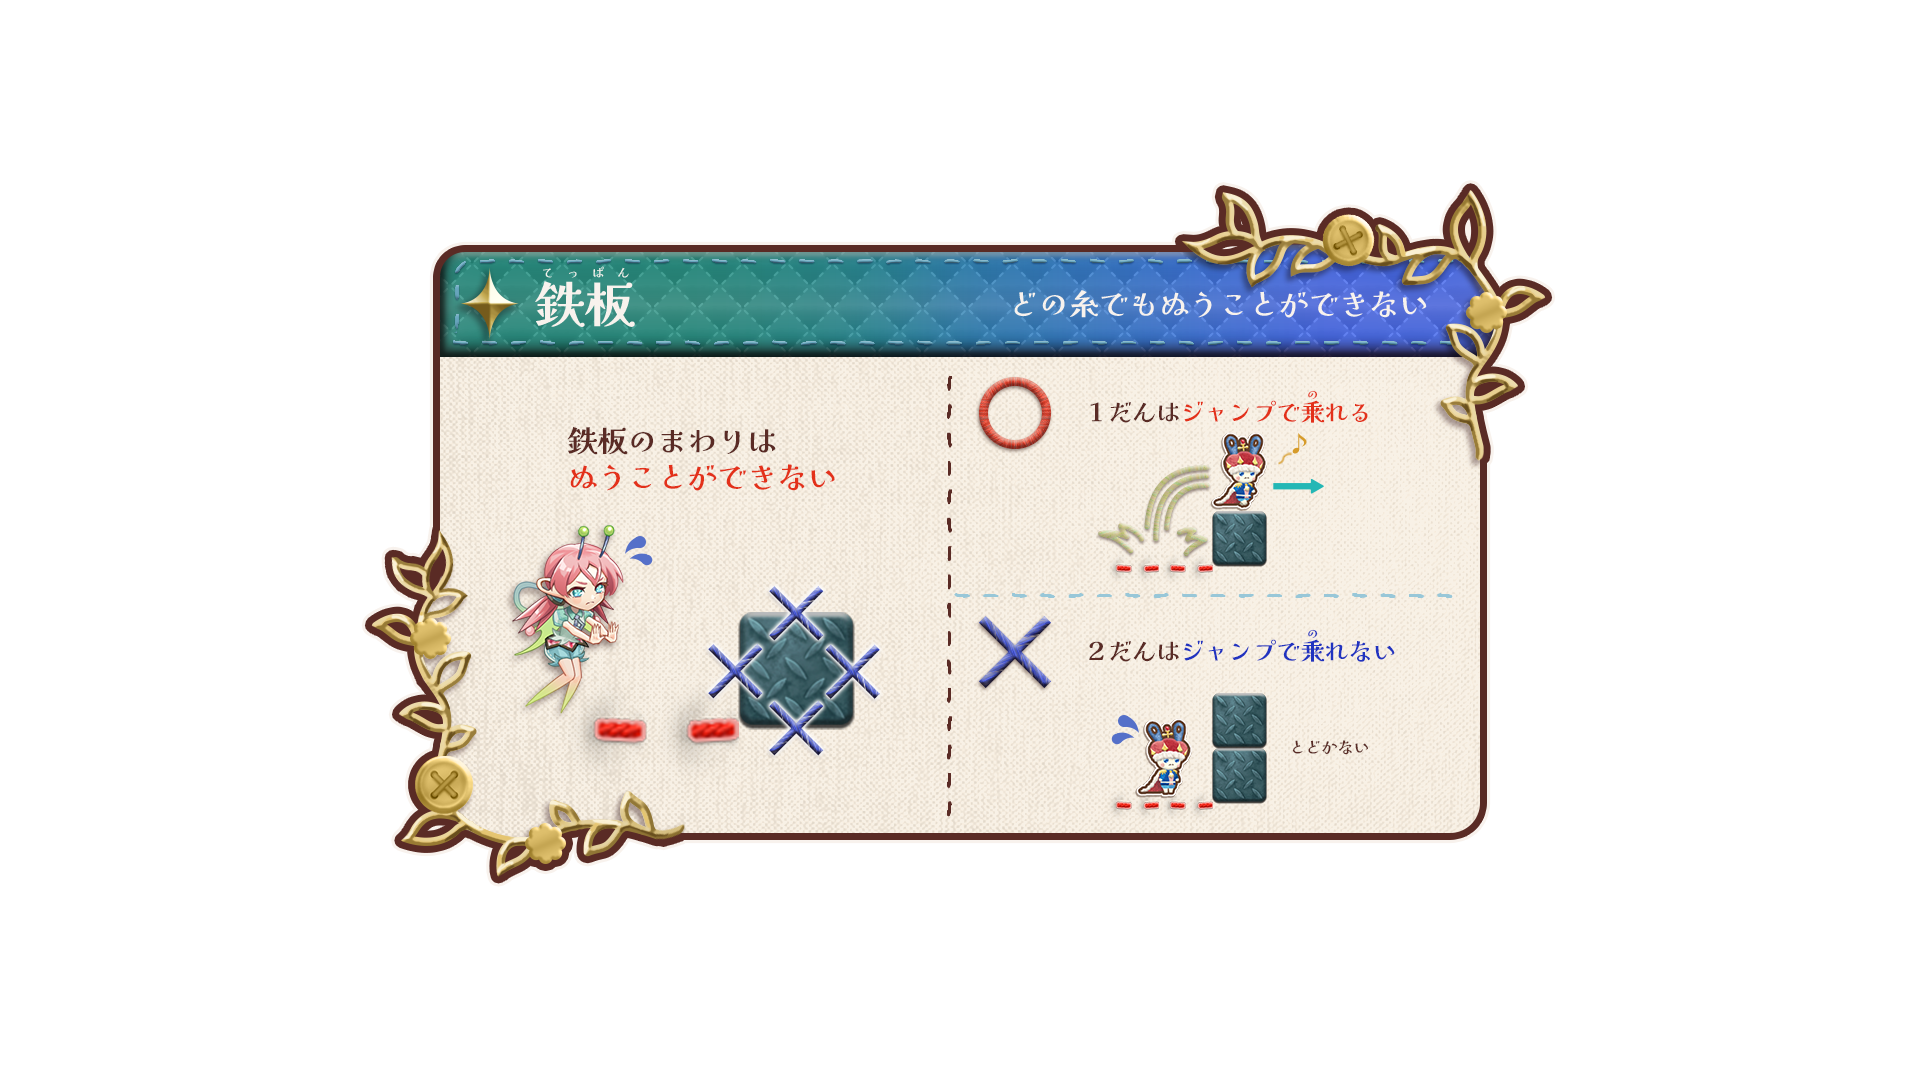 てっぱん
鉄板
どの糸でもぬうことができない
鉄板のまわりは
ぬうことができない
の
1だんはジャンプで乗れる
の
2だんはジャンプで乗れない
とどかない